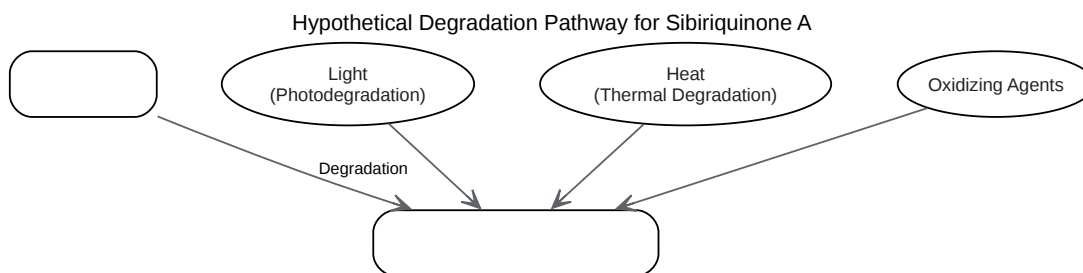 Hypothetical Degradation Pathway for Sibiriquinone A
Light
(Photodegradation)
Heat
(Thermal Degradation)
Oxidizing Agents
Degradation